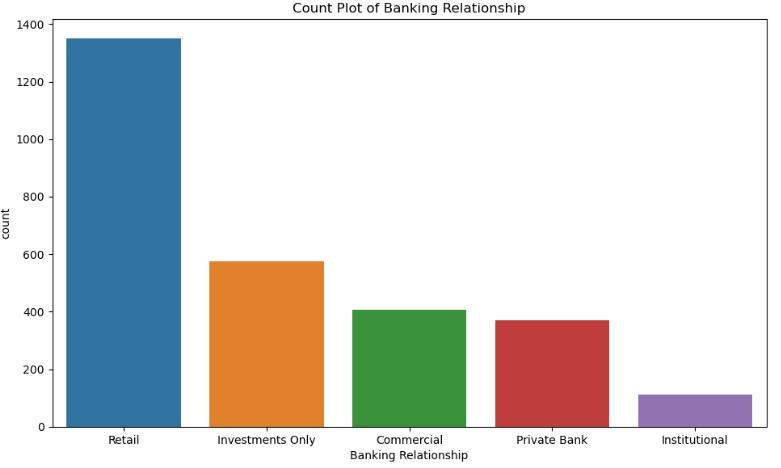 Count Plot of Banking Relationship
1400
1200
1000
800
600
400
200
0
count
Retail
Investments Only
Commercial
Private Bank
Institutional
Banking Relationship